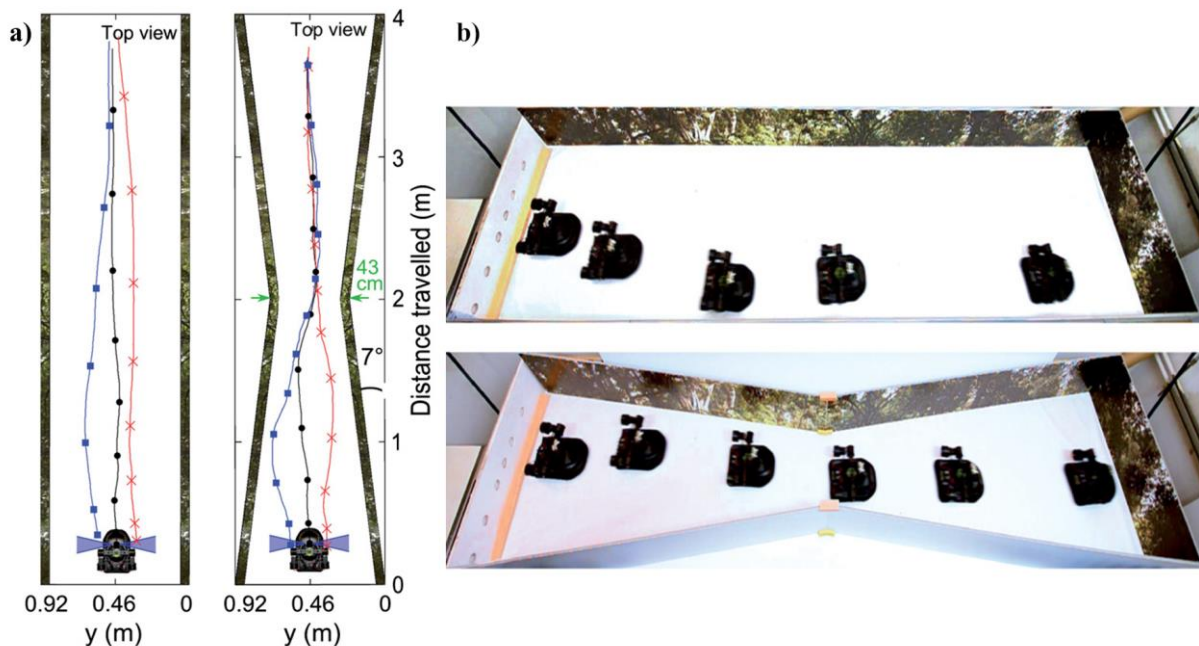 a)
Top view
Top view
4
b)
3
Distance travelled (m)
43
cm
2
7°
1
0
0.92 0.46 0
0.92 0.46 0
y (m)
y (m)